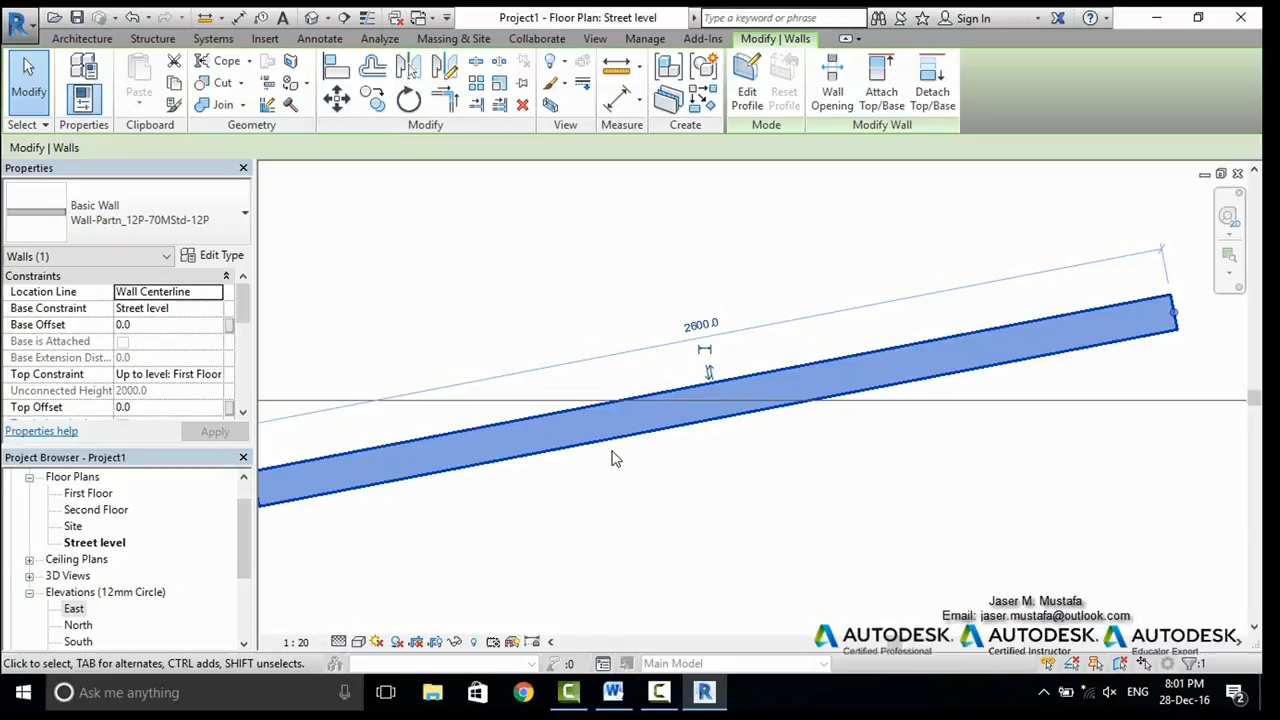 Project1 - Floor Plan: Street level
Type a keyword or phrase
Sign In
Architecture Structure Systems Insert Annotate Analyze Massing & Site Collaborate View Manage Add-Ins Modify | Walls
Modify
Select
Properties
Paste
Clipboard
Cope
Cut
Join
Geometry
Modify
View
Measure
Create
Edit Profile
Reset Profile
Mode
Wall Opening
Attach Top/Base
Detach Top/Base
Modify Wall
Modify | Walls
Properties
Basic Wall
Wall-Partn_12P-70MStd-12P
Walls (1)
Edit Type
Constraints
Location Line Wall Centerline
Base Constraint Street level
Base Offset 0.0
Base is Attached
Base Extension Dist... 0.0
Top Constraint Up to level: First Floor
Unconnected Height 2000.0
Top Offset 0.0
Properties help
Apply
Project Browser - Project1
Floor Plans
First Floor
Second Floor
Site
Street level
Ceiling Plans
3D Views
Elevations (12mm Circle)
East
North
South
2600.0
2D
Jaser M. Mustafa
Email: jaser.mustafa@outlook.com
AUTODESK.
Certified Professional
AUTODESK.
Certified Instructor
AUTODESK.
Educator Expert
1 : 20
Click to select, TAB for alternates, CTRL adds, SHIFT unselects.
:0
Main Model
:1
Ask me anything
ENG
8:01 PM
28-Dec-16
2